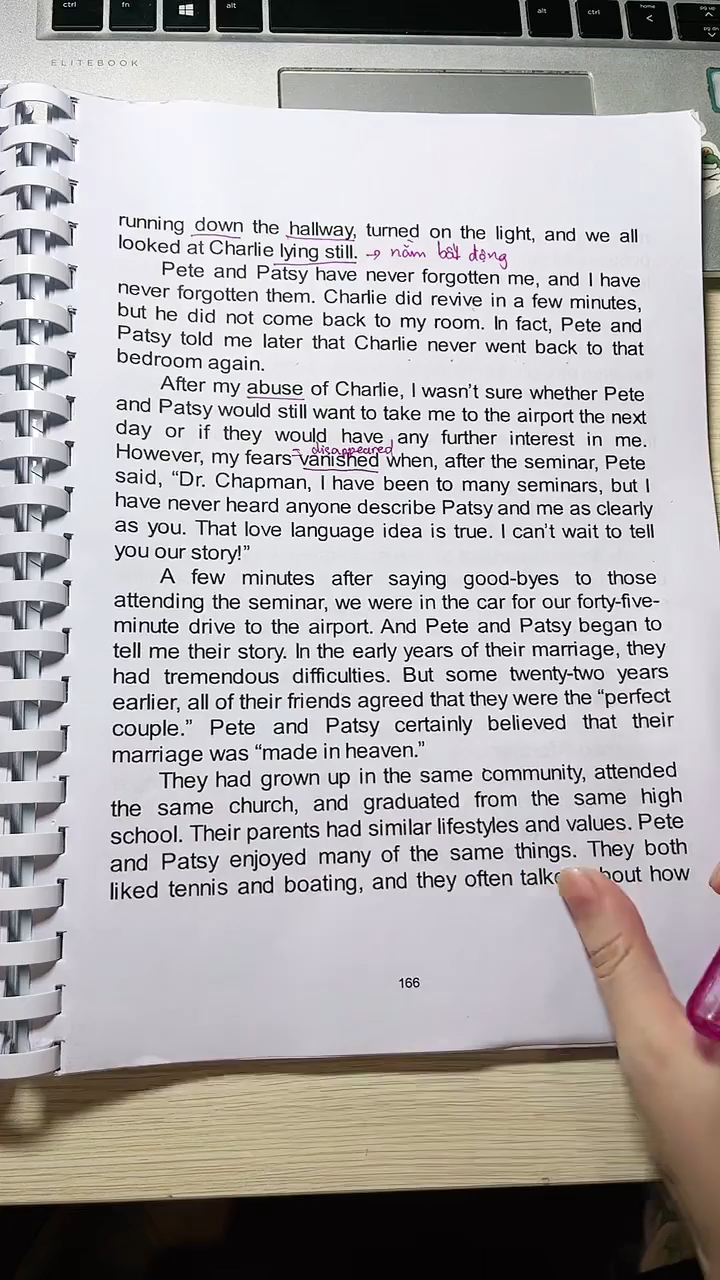 ctrl fn alt alt ctrl home < pg up pg dn
ELITEBOOK
running down the hallway, turned on the light, and we all
looked at Charlie lying still. → nằm bất động
Pete and Patsy have never forgotten me, and I have
never forgotten them. Charlie did revive in a few minutes,
but he did not come back to my room. In fact, Pete and
Patsy told me later that Charlie never went back to that
bedroom again.
After my abuse of Charlie, I wasn't sure whether Pete
and Patsy would still want to take me to the airport the next
day or if they would have any further interest in me.
= disappeared
However, my fears vanished when, after the seminar, Pete
said, “Dr. Chapman, I have been to many seminars, but I
have never heard anyone describe Patsy and me as clearly
as you. That love language idea is true. I can't wait to tell
you our story!”
A few minutes after saying good-byes to those
attending the seminar, we were in the car for our forty-five-
minute drive to the airport. And Pete and Patsy began to
tell me their story. In the early years of their marriage, they
had tremendous difficulties. But some twenty-two years
earlier, all of their friends agreed that they were the “perfect
couple.” Pete and Patsy certainly believed that their
marriage was “made in heaven.”
They had grown up in the same community, attended
the same church, and graduated from the same high
school. Their parents had similar lifestyles and values. Pete
and Patsy enjoyed many of the same things. They both
liked tennis and boating, and they often how
166